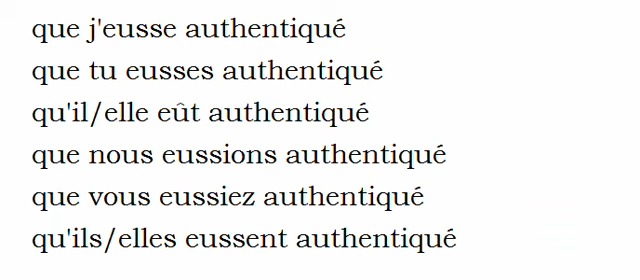 que j'eusse authentiqué
que tu eusses authentiqué
qu'il/elle eût authentiqué
que nous eussions authentiqué
que vous eussiez authentiqué
qu'ils/elles eussent authentiqué